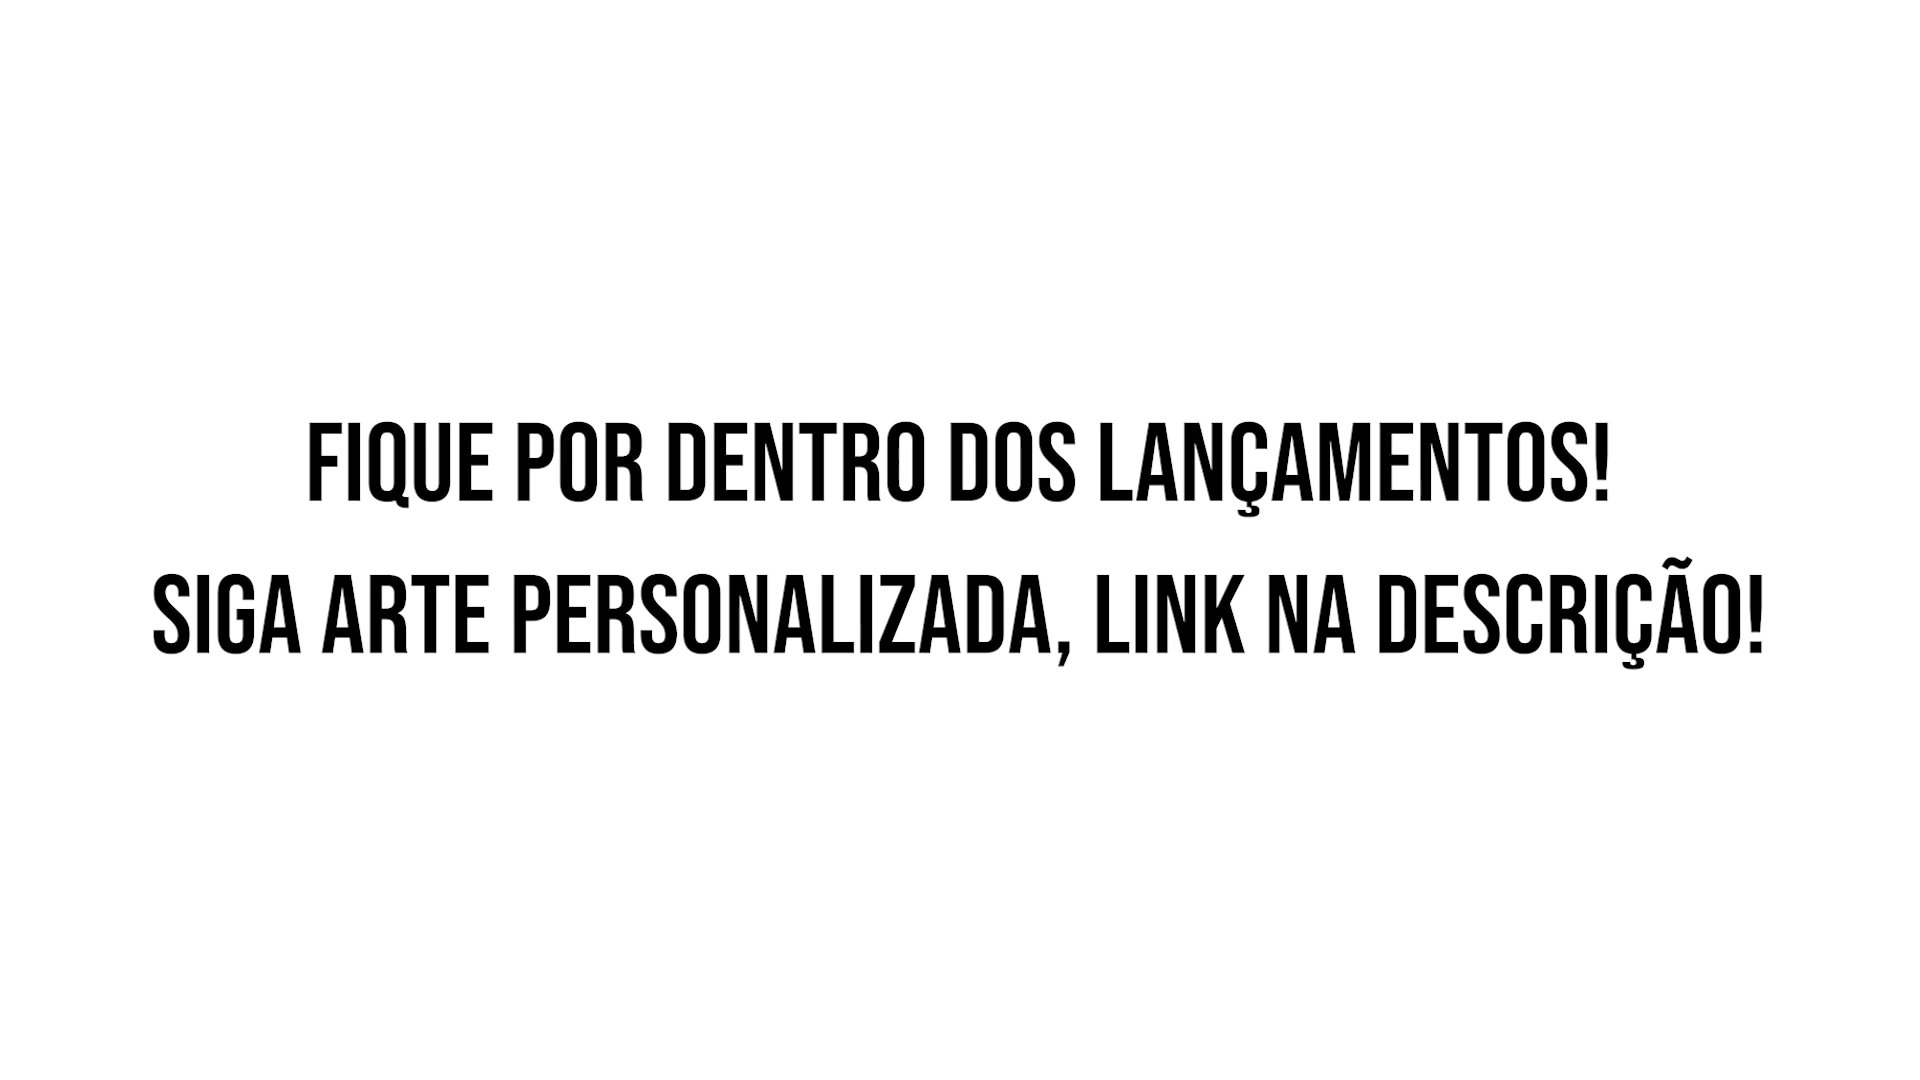 FIQUE POR DENTRO DOS LANÇAMENTOS!
SIGA ARTE PERSONALIZADA, LINK NA DESCRIÇÃO!